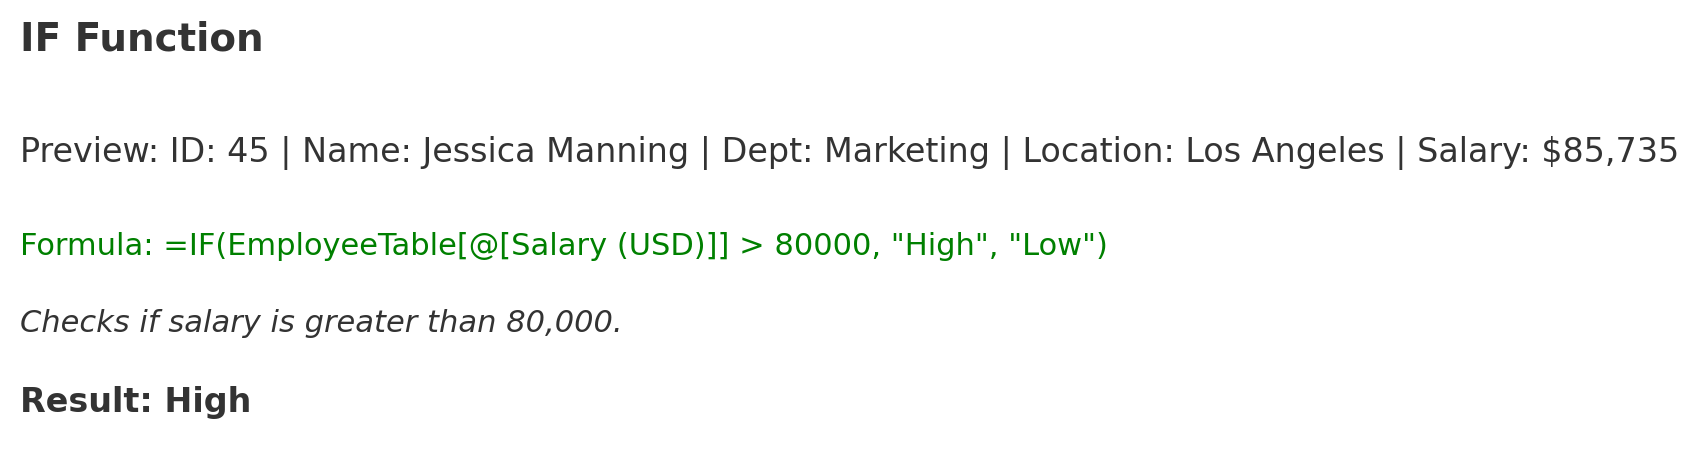 IF Function
Preview: ID: 45 | Name: Jessica Manning | Dept: Marketing | Location: Los Angeles | Salary: $85,735
Formula: =IF(EmployeeTable[@[Salary (USD)]] > 80000, "High", "Low")
Checks if salary is greater than 80,000.
Result: High